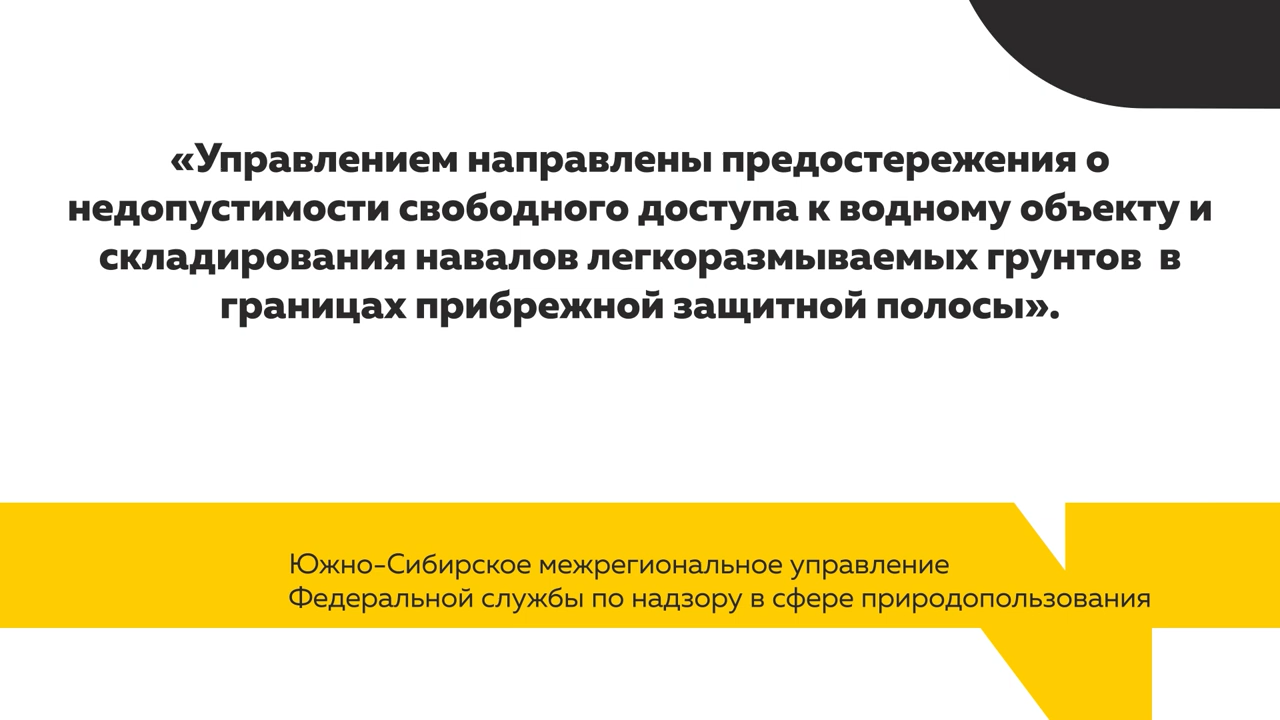 «Управлением направлены предостережения о
недопустимости свободного доступа к водному объекту и
складирования навалов легкоразмываемых грунтов  в
границах прибрежной защитной полосы».
Южно-Сибирское межрегиональное управление
Федеральной службы по надзору в сфере природопользования